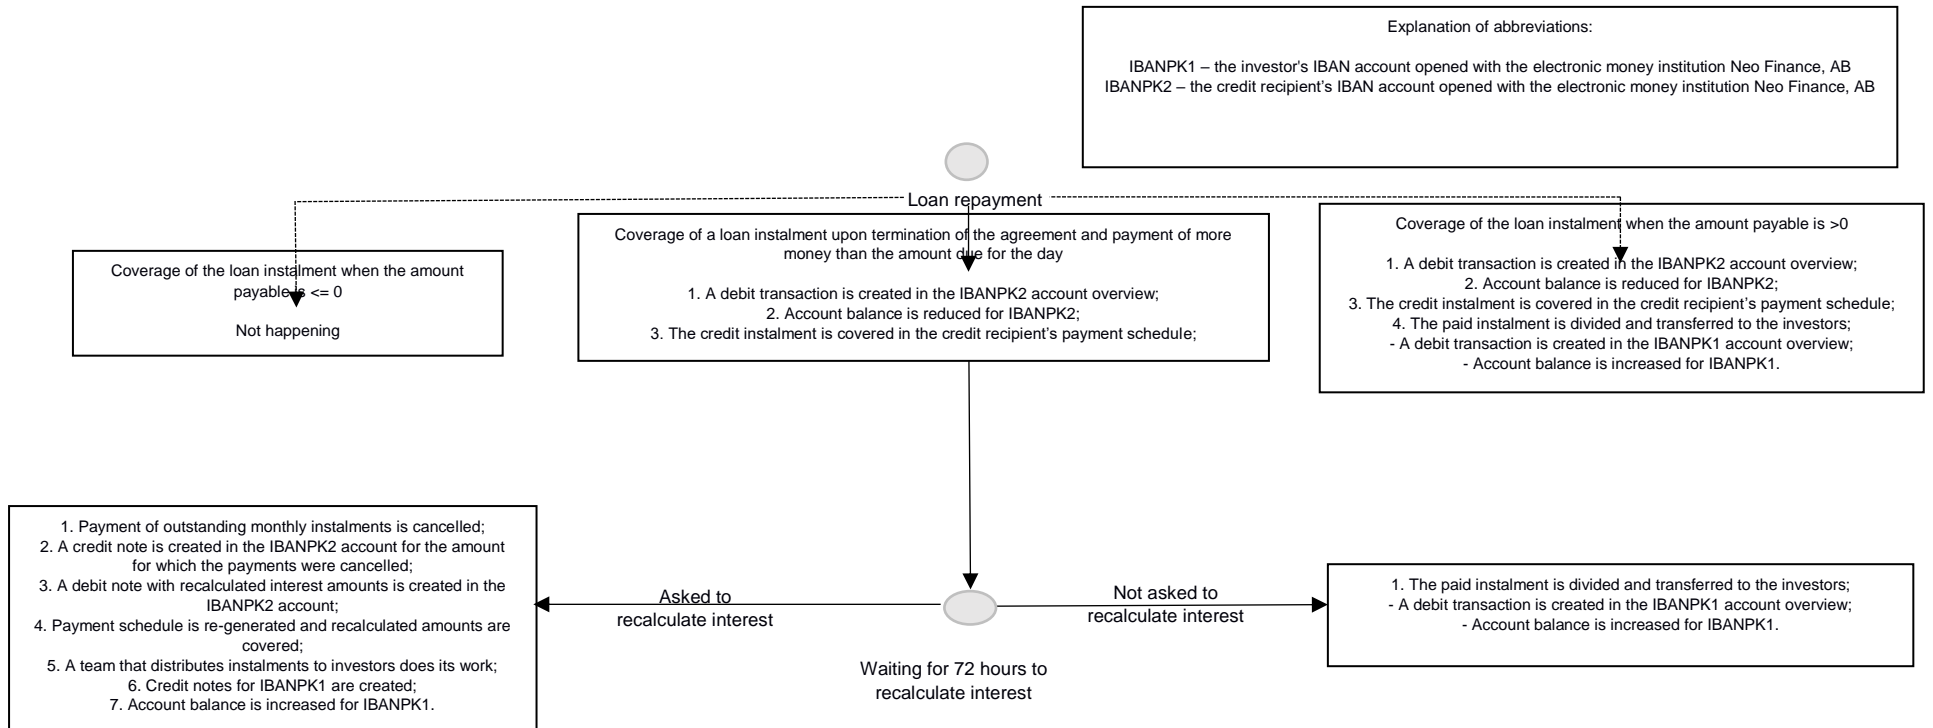 Explanation of abbreviations:
IBANPK1 – the investor's IBAN account opened with the electronic money institution Neo Finance, AB
IBANPK2 – the credit recipient’s IBAN account opened with the electronic money institution Neo Finance, AB
Loan repayment
Coverage of the loan instalment when the amount
payable is <= 0
Not happening
Coverage of a loan instalment upon termination of the agreement and payment of more
money than the amount due for the day
1. A debit transaction is created in the IBANPK2 account overview;
2. Account balance is reduced for IBANPK2;
3. The credit instalment is covered in the credit recipient’s payment schedule;
Coverage of the loan instalment when the amount payable is >0
1. A debit transaction is created in the IBANPK2 account overview;
2. Account balance is reduced for IBANPK2;
3. The credit instalment is covered in the credit recipient’s payment schedule;
4. The paid instalment is divided and transferred to the investors;
- A debit transaction is created in the IBANPK1 account overview;
- Account balance is increased for IBANPK1.
1. Payment of outstanding monthly instalments is cancelled;
2. A credit note is created in the IBANPK2 account for the amount
for which the payments were cancelled;
3. A debit note with recalculated interest amounts is created in the
IBANPK2 account;
4. Payment schedule is re-generated and recalculated amounts are
covered;
5. A team that distributes instalments to investors does its work;
6. Credit notes for IBANPK1 are created;
7. Account balance is increased for IBANPK1.
Asked to
recalculate interest
Not asked to
recalculate interest
Waiting for 72 hours to
recalculate interest
1. The paid instalment is divided and transferred to the investors;
- A debit transaction is created in the IBANPK1 account overview;
- Account balance is increased for IBANPK1.